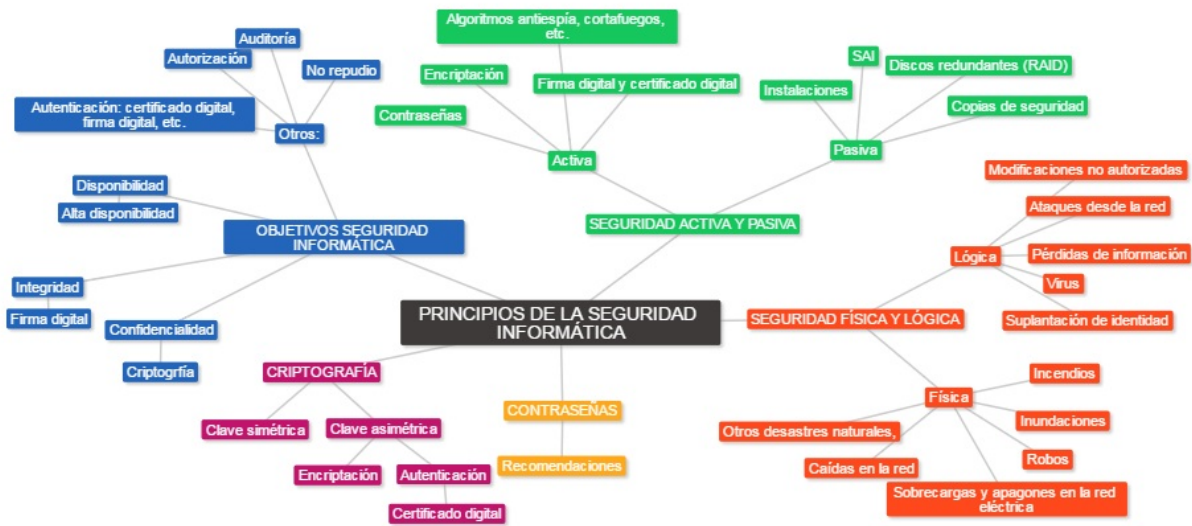 Auditoría
Autorización
No repudio
Autenticación: certificado digital,
firma digital, etc.
Otros:
Disponibilidad
Alta disponibilidad
OBJETIVOS SEGURIDAD
INFORMÁTICA
Integridad
Firma digital
Confidencialidad
Criptogrfía
Algoritmos antiespía, cortafuegos,
etc.
Encriptación
Firma digital y certificado digital
Contraseñas
Activa
SAI
Discos redundantes (RAID)
Instalaciones
Copias de seguridad
Pasiva
SEGURIDAD ACTIVA Y PASIVA
PRINCIPIOS DE LA SEGURIDAD
INFORMÁTICA
SEGURIDAD FÍSICA Y LÓGICA
Modificaciones no autorizadas
Ataques desde la red
Lógica
Pérdidas de información
Virus
Suplantación de identidad
Física
Incendios
Inundaciones
Otros desastres naturales,
Robos
Caídas en la red
Sobrecargas y apagones en la red
eléctrica
CRIPTOGRAFÍA
Clave simétrica
Clave asimétrica
Encriptación
Autenticación
Certificado digital
CONTRASEÑAS
Recomendaciones